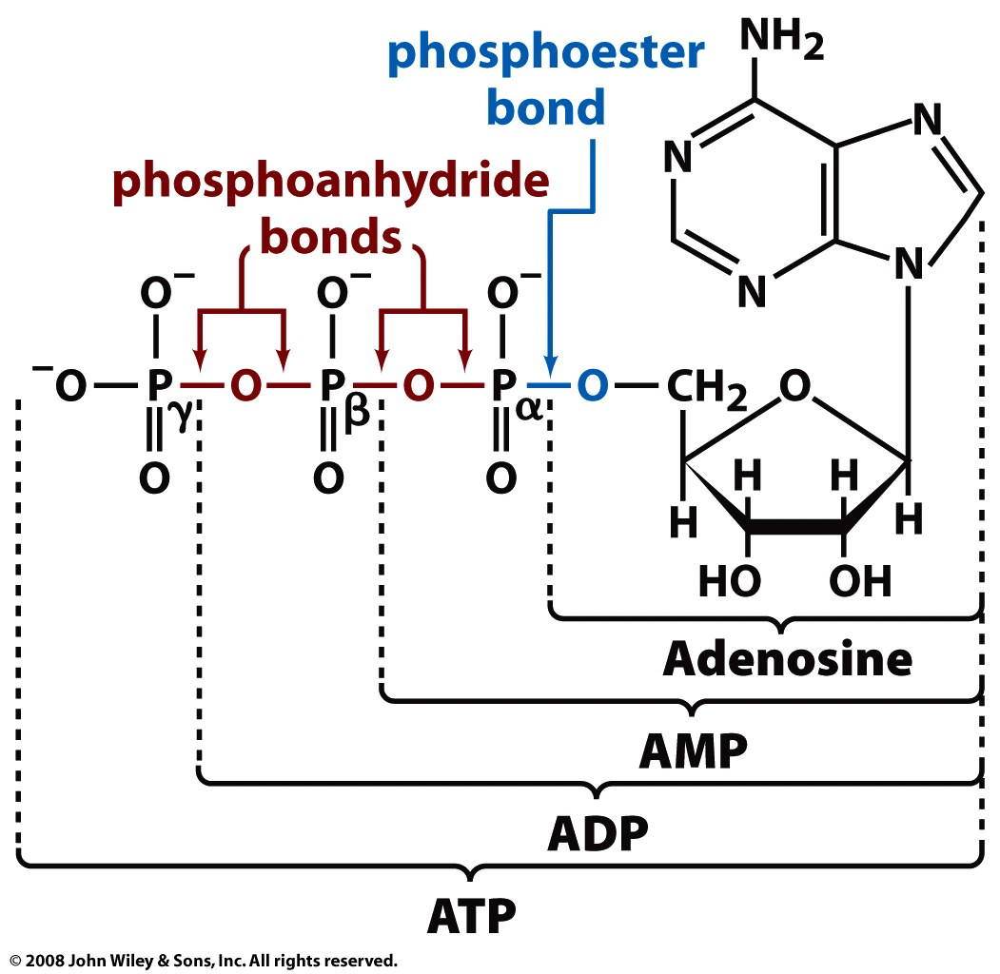 NH2
phosphoester
bond
N
N
phosphoanhydride
bonds
N
N
O− O− O−
−O P O P O P O CH2 O
γ β α
O O O
H H
H H
HO OH
Adenosine
AMP
ADP
ATP
© 2008 John Wiley & Sons, Inc. All rights reserved.